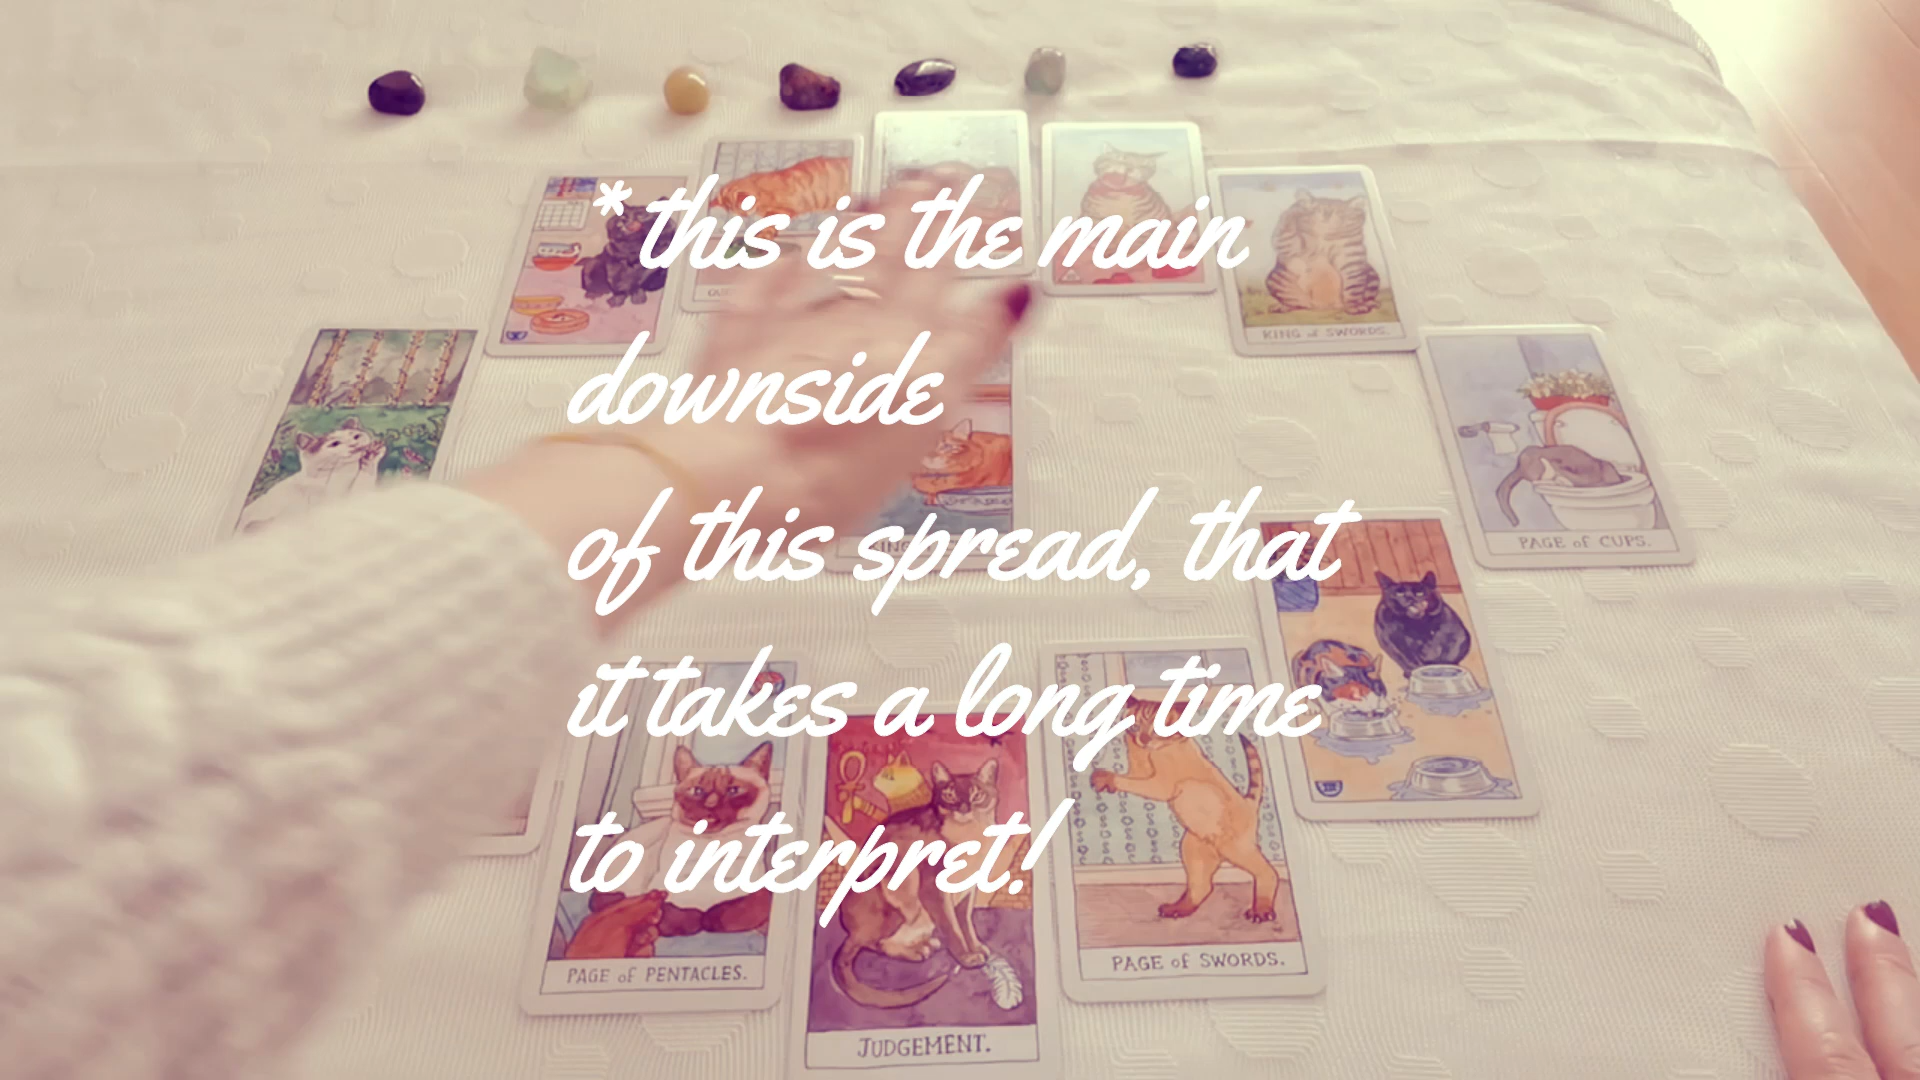 * this is the main
downside
of this spread, that
it takes a long time
to interpret!
KING of SWORDS.
PAGE of CUPS.
PAGE of PENTACLES.
PAGE of SWORDS.
JUDGEMENT.